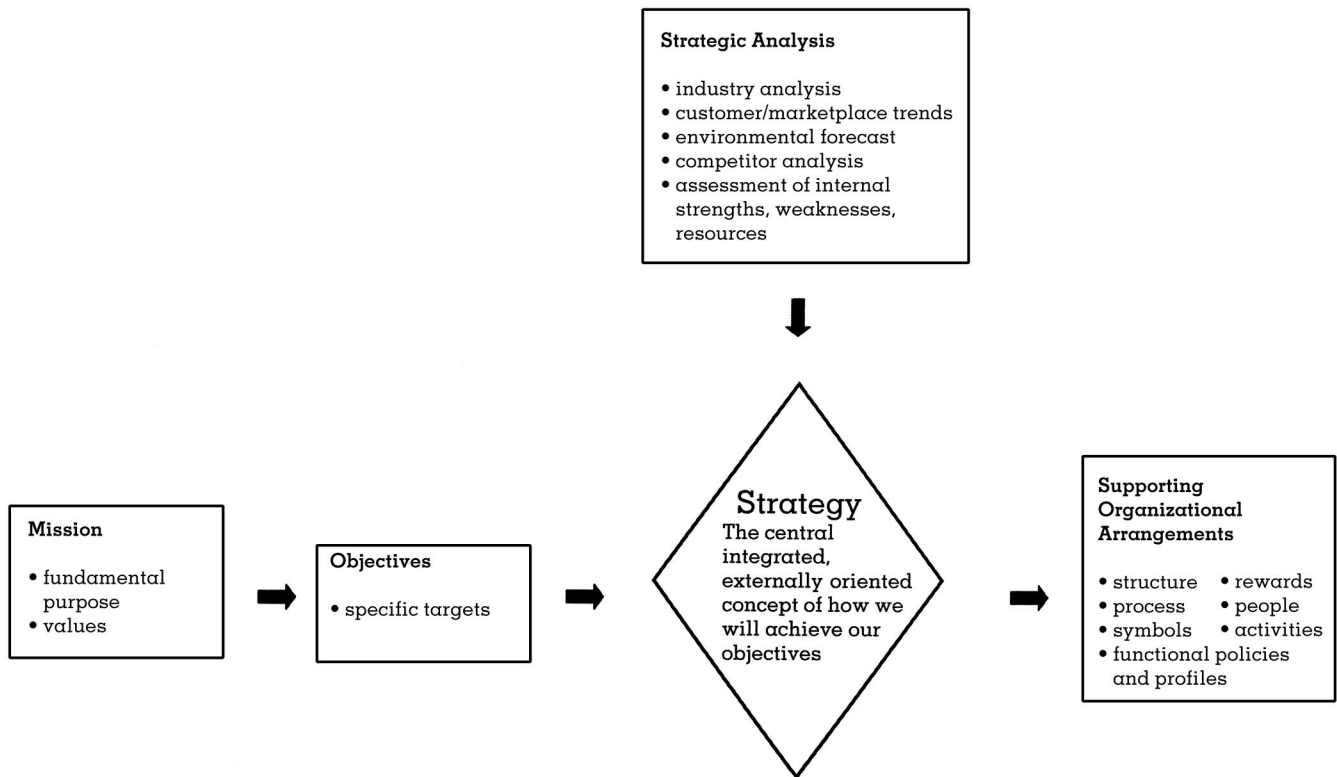 Strategic Analysis
• industry analysis
• customer/marketplace trends
• environmental forecast
• competitor analysis
• assessment of internal
strengths, weaknesses,
resources
Mission
• fundamental
purpose
• values
Objectives
• specific targets
Strategy
The central
integrated,
externally oriented
concept of how we
will achieve our
objectives
Supporting
Organizational
Arrangements
• structure • rewards
• process • people
• symbols • activities
• functional policies
and profiles